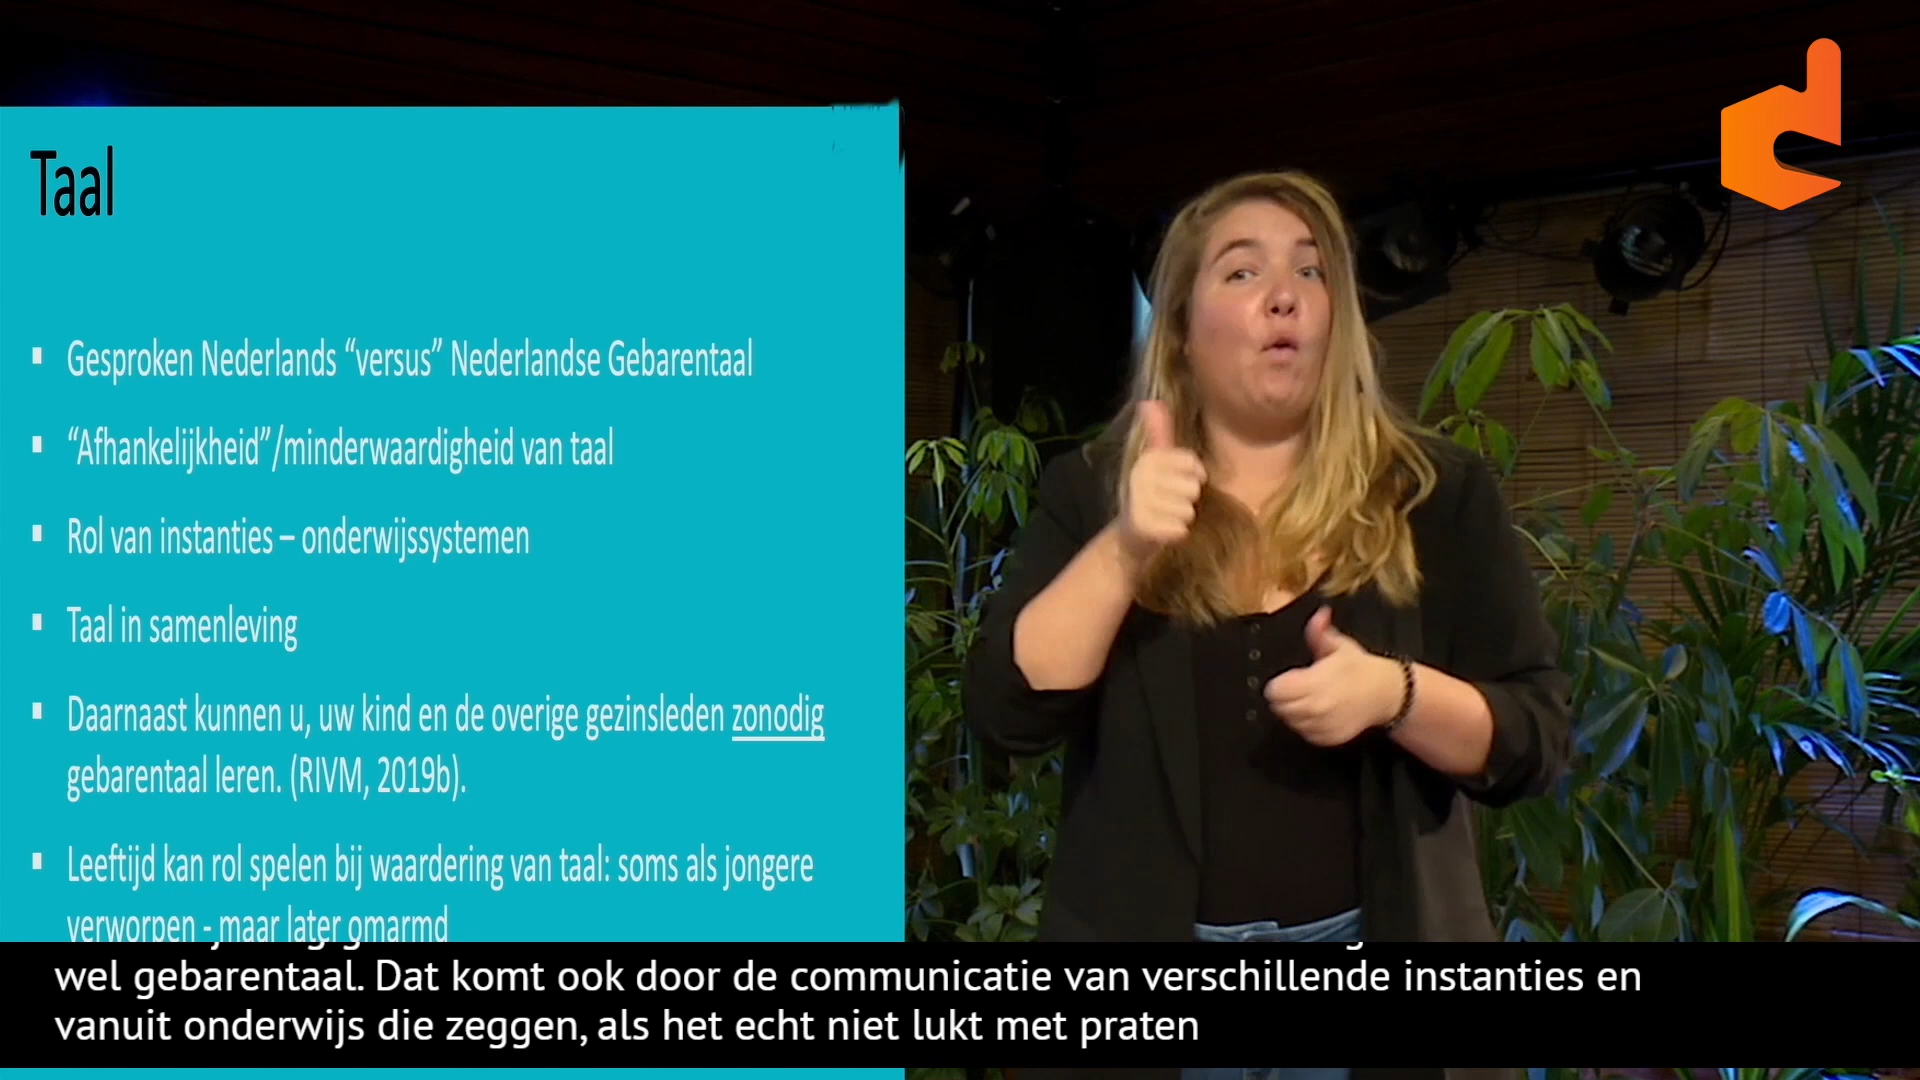 Taal
Gesproken Nederlands “versus” Nederlandse Gebarentaal
“Afhankelijkheid”/minderwaardigheid van taal
Rol van instanties – onderwijssystemen
Taal in samenleving
Daarnaast kunnen u, uw kind en de overige gezinsleden zonodig
gebarentaal leren. (RIVM, 2019b).
Leeftijd kan rol spelen bij waardering van taal: soms als jongere
verworpen - maar later omarmd
wel gebarentaal. Dat komt ook door de communicatie van verschillende instanties en
vanuit onderwijs die zeggen, als het echt niet lukt met praten